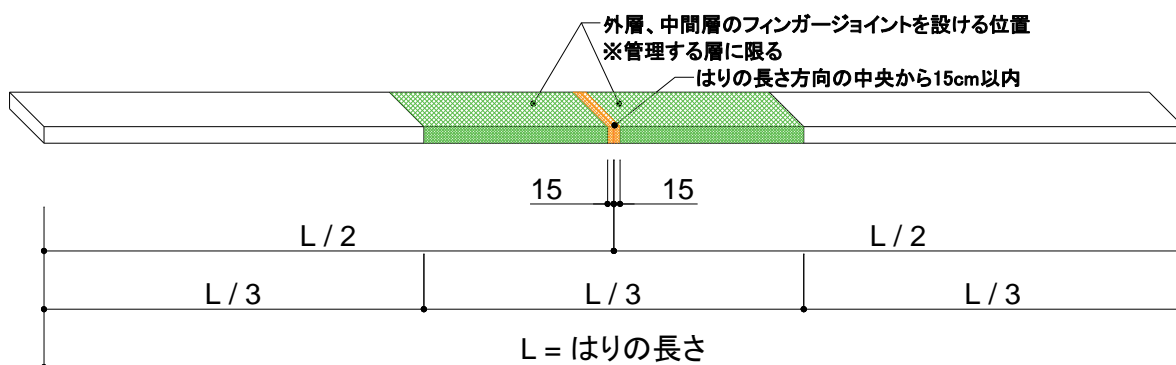 外層、中間層のフィンガージョイントを設ける位置
※管理する層に限る
はりの長さ方向の中央から15cm以内
15 15
L / 2 L / 2
L / 3 L / 3 L / 3
L = はりの長さ